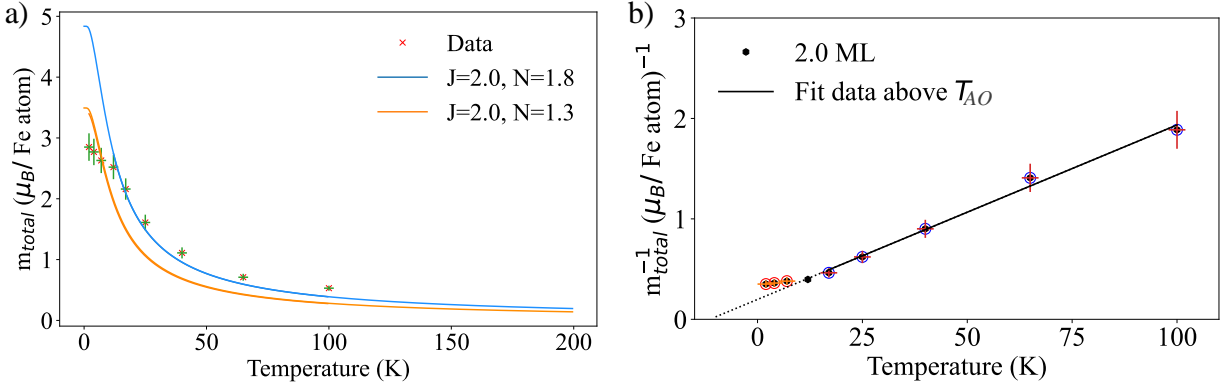 a)
m_total (μ_B/ Fe atom)
5
4
3
2
1
0
Data
J=2.0, N=1.8
J=2.0, N=1.3
0 50 100 150 200
Temperature (K)
b)
m_total^−1 (μ_B/ Fe atom)^−1
3
2
1
0
2.0 ML
Fit data above T_AO
0 25 50 75 100
Temperature (K)